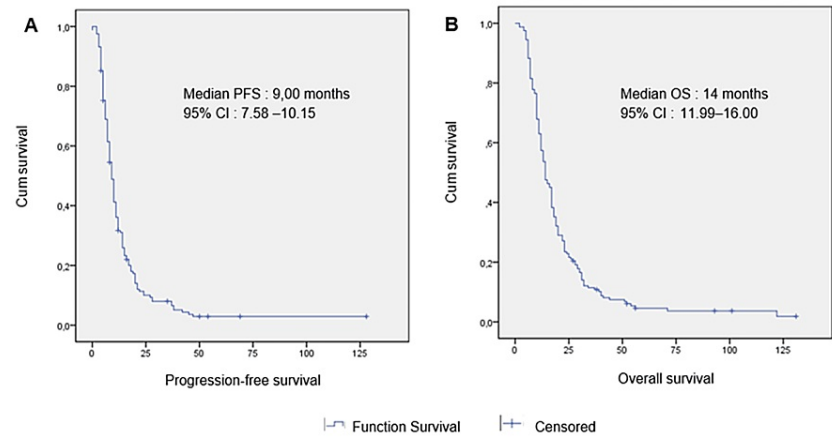 A
Cum survival
1,0
0,8
0,6
0,4
0,2
0,0
Median PFS : 9,00 months
95% CI : 7.58 –10.15
0
25
50
75
100
125
Progression-free survival
B
Cum survival
1,0
,8
,6
,4
0,2
0,0
Median OS : 14 months
95% CI : 11.99–16.00
0
25
50
75
100
125
Overall survival
Function Survival
Censored